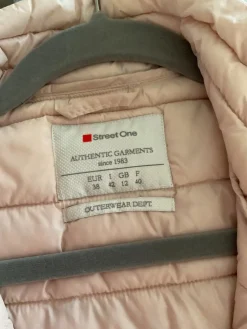 Street One
AUTHENTIC GARMENTS
since 1983
EUR I GB F
38 42 12 40
OUTERWEAR DEPT.